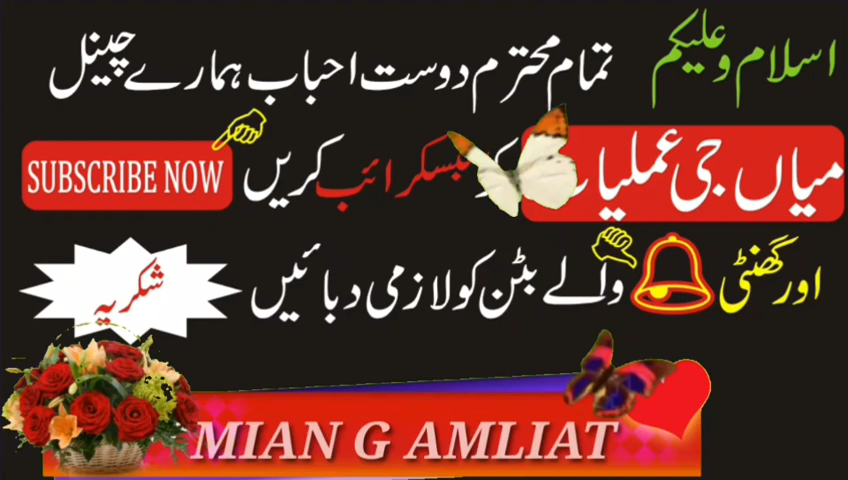 اسلام و علیکم تمام محترم دوست احباب ہمارے چینل
میاں جی عملیات کو سبسکرائب کریں SUBSCRIBE NOW
اور گھنٹی والے بٹن کو لازمی دبائیں شکریہ
MIAN G AMLIAT